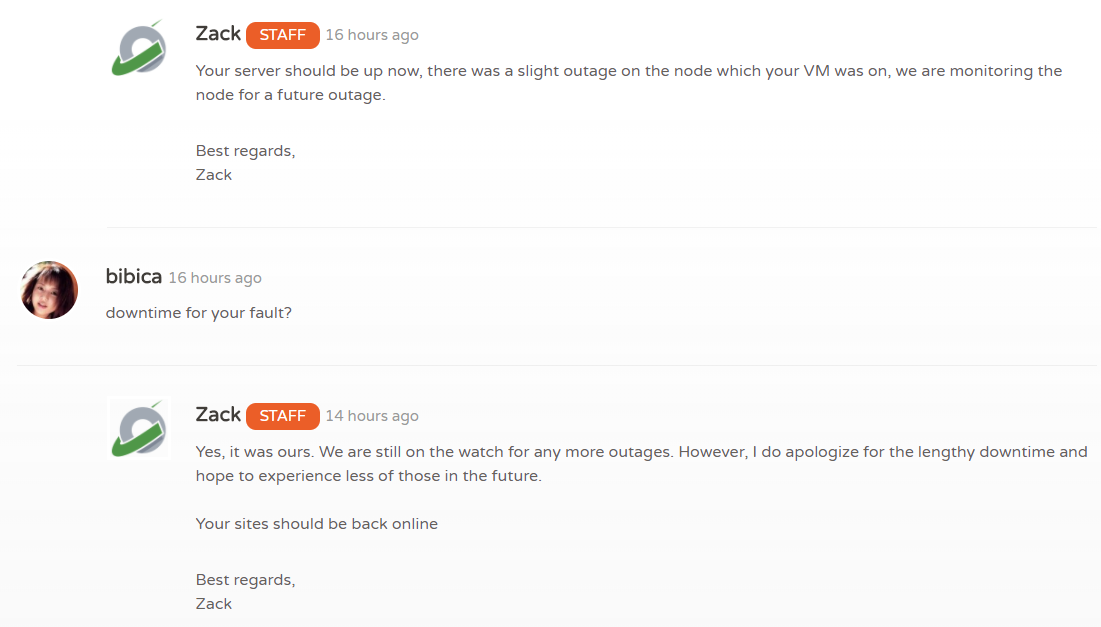 Zack STAFF 16 hours ago
Your server should be up now, there was a slight outage on the node which your VM was on, we are monitoring the
node for a future outage.
Best regards,
Zack
bibica 16 hours ago
downtime for your fault?
Zack STAFF 14 hours ago
Yes, it was ours. We are still on the watch for any more outages. However, I do apologize for the lengthy downtime and
hope to experience less of those in the future.
Your sites should be back online
Best regards,
Zack